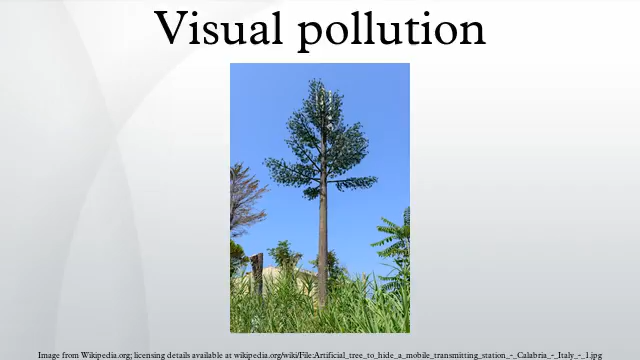 Visual pollution
Image from Wikipedia.org; licensing details available at wikipedia.org/wiki/File:Artificial_tree_to_hide_a_mobile_transmitting_station_-_Calabria_-_Italy_-_1.jpg